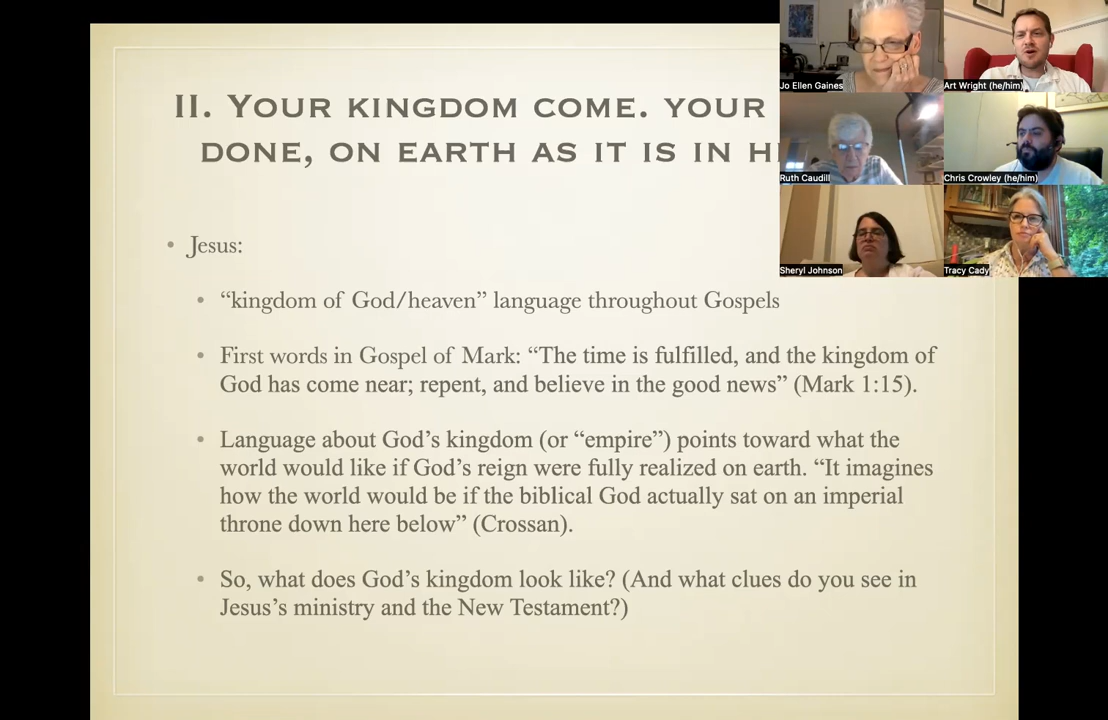 II. YOUR KINGDOM COME. YOUR
DONE, ON EARTH AS IT IS IN
• Jesus:
• “kingdom of God/heaven” language throughout Gospels
• First words in Gospel of Mark: “The time is fulfilled, and the kingdom of
God has come near; repent, and believe in the good news” (Mark 1:15).
• Language about God’s kingdom (or “empire”) points toward what the
world would like if God’s reign were fully realized on earth. “It imagines
how the world would be if the biblical God actually sat on an imperial
throne down here below” (Crossan).
• So, what does God’s kingdom look like? (And what clues do you see in
Jesus’s ministry and the New Testament?)
Jo Ellen Gaines
Art Wright (he/him)
Ruth Caudill
Chris Crowley (he/him)
Sheryl Johnson
Tracy Cady